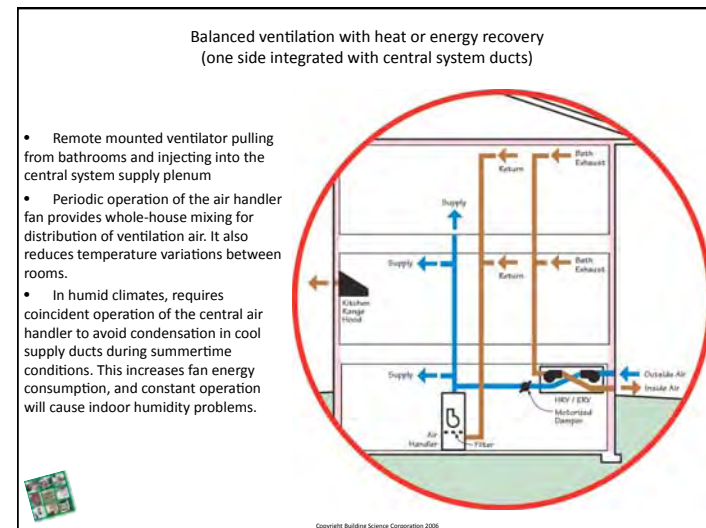 Balanced ventilation with heat or energy recovery
(one side integrated with central system ducts)
• Remote mounted ventilator pulling
from bathrooms and injecting into the
central system supply plenum
• Periodic operation of the air handler
fan provides whole-house mixing for
distribution of ventilation air. It also
reduces temperature variations between
rooms.
• In humid climates, requires
coincident operation of the central air
handler to avoid condensation in cool
supply ducts during summertime
conditions. This increases fan energy
consumption, and constant operation
will cause indoor humidity problems.
Return
Bath
Exhaust
Supply
Supply
Return
Bath
Exhaust
Kitchen
Range
Hood
Supply
Outside Air
Inside Air
HRV / ERV
Motorized
Damper
Air
Handler
Filter
Copyright Building Science Corporation 2006